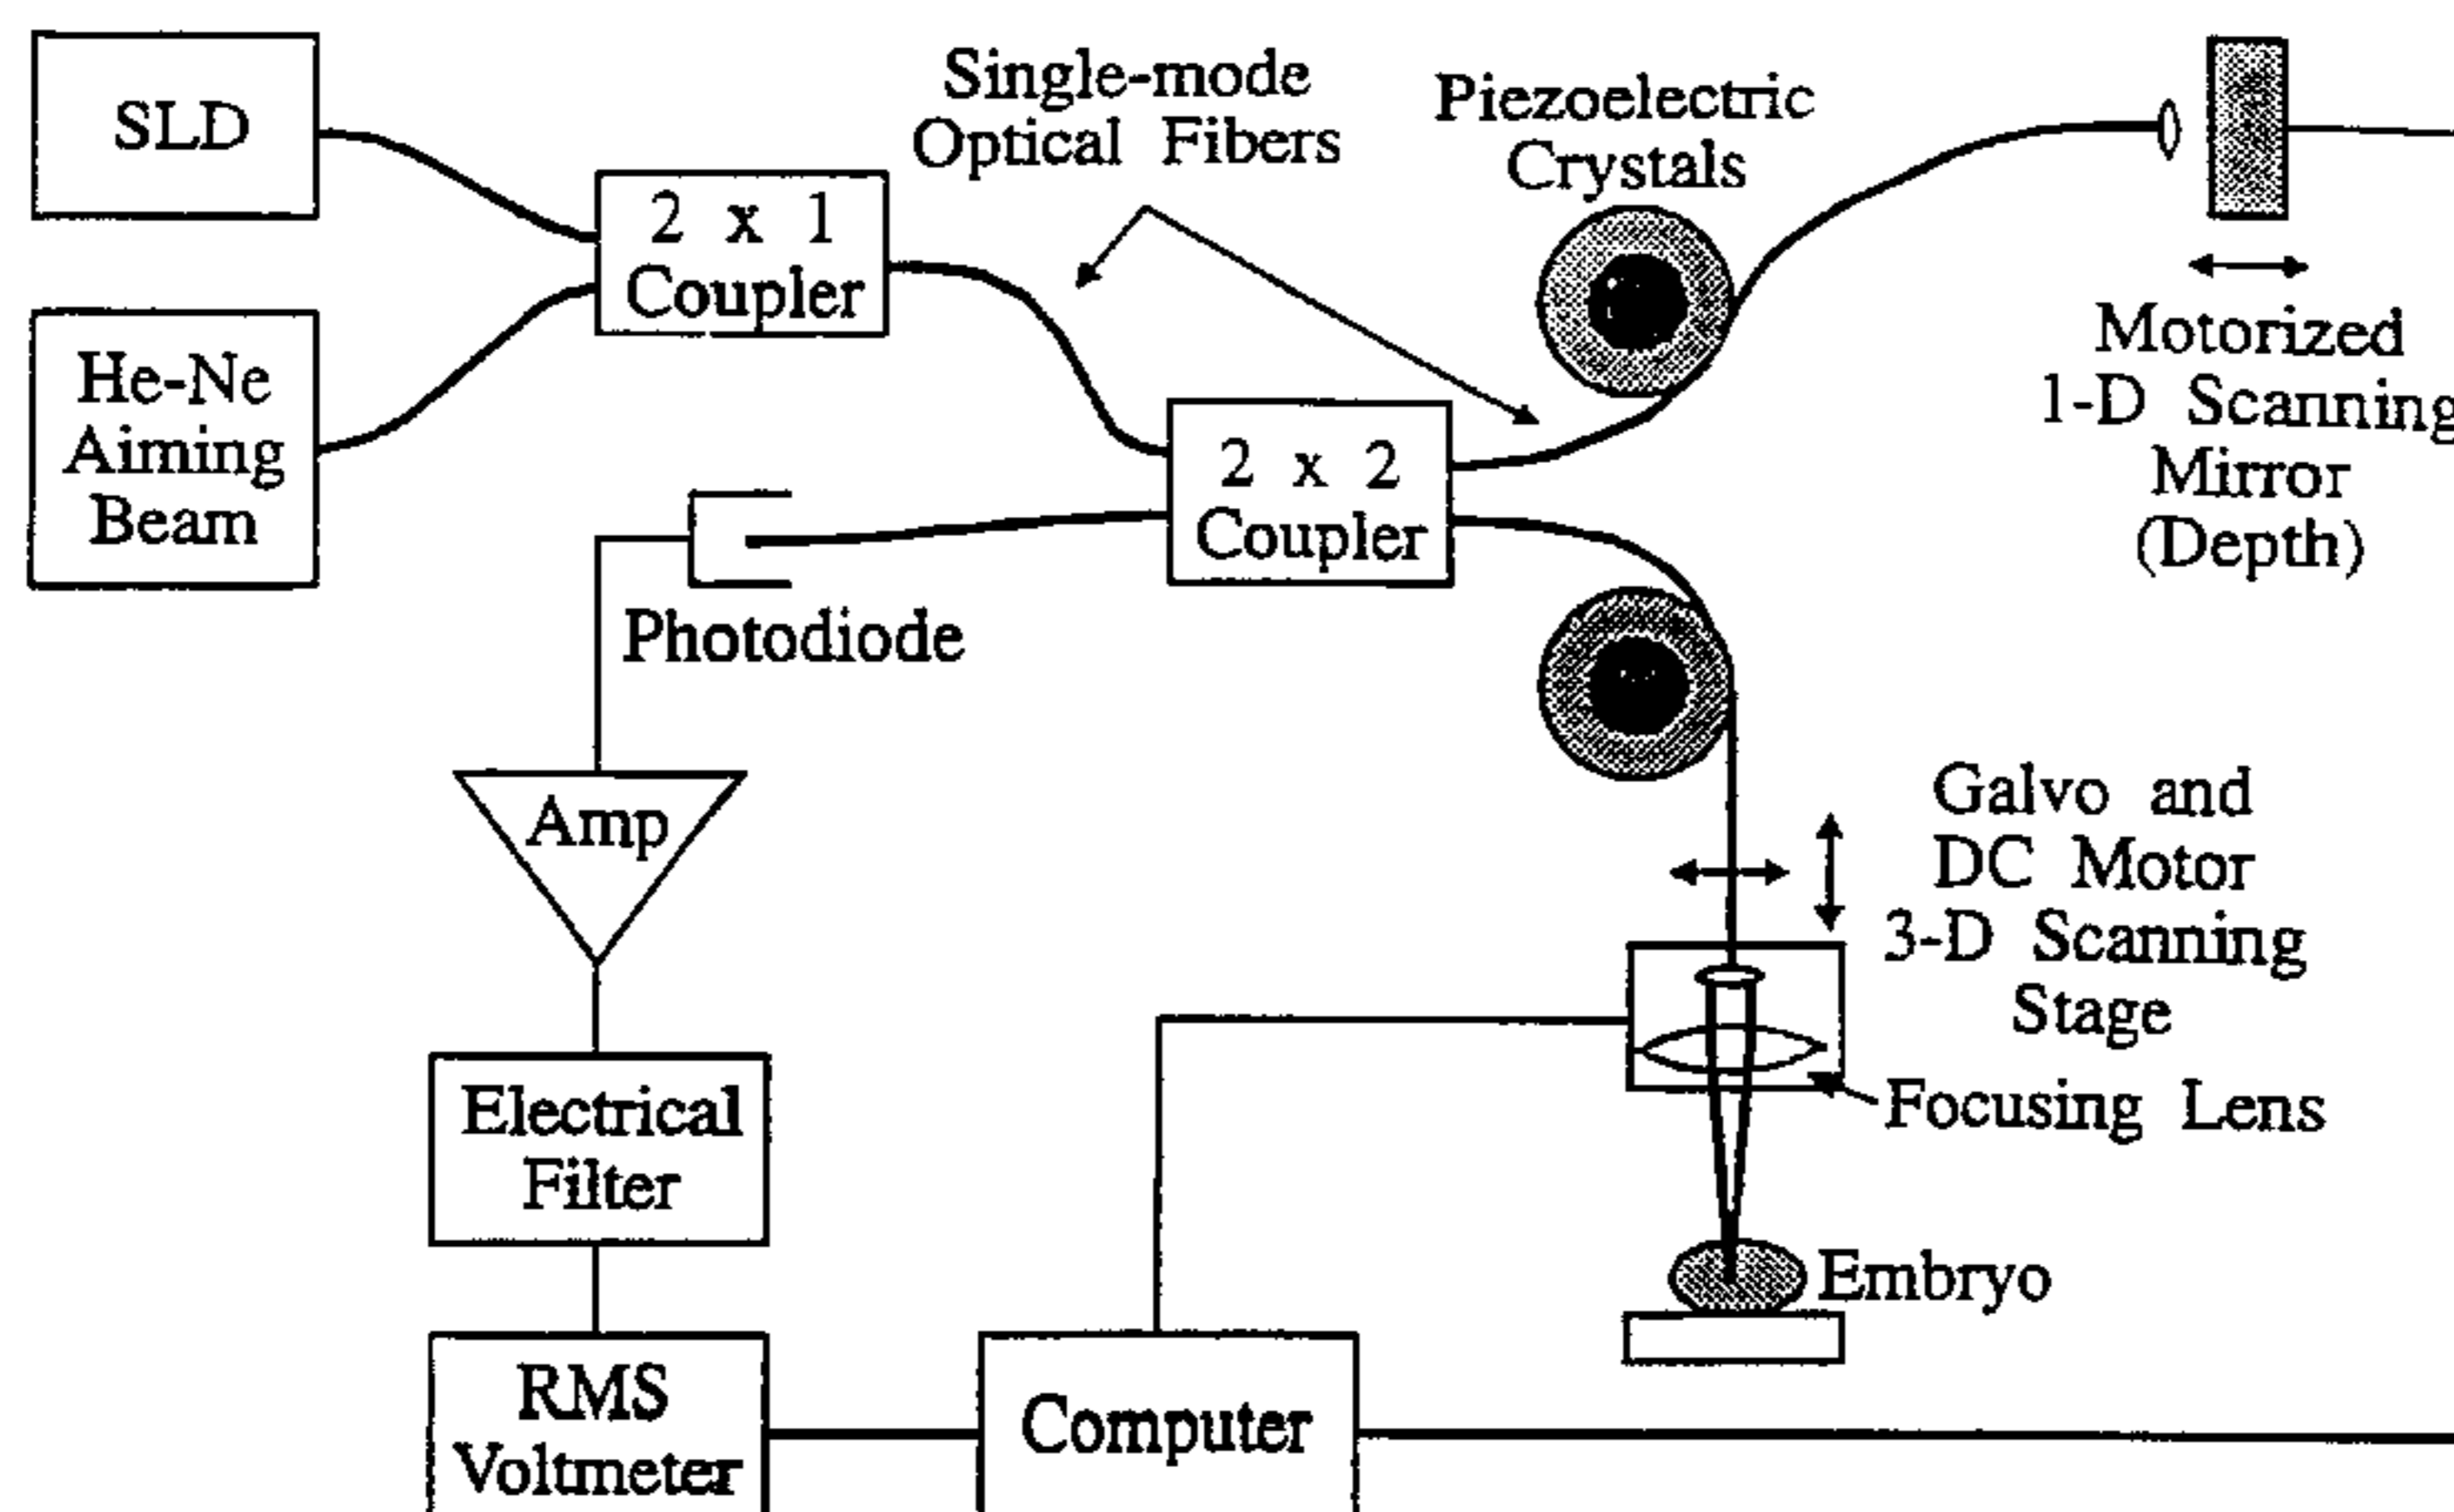 SLD
Single-mode
Optical Fibers
Piezoelectric
Crystals
2 x 1
Coupler
He-Ne
Aiming
Beam
Motorized
1-D Scanning
Mirror
(Depth)
2 x 2
Coupler
Photodiode
Amp
Galvo and
DC Motor
3-D Scanning
Stage
Focusing Lens
Electrical
Filter
Embryo
RMS
Voltmeter
Computer